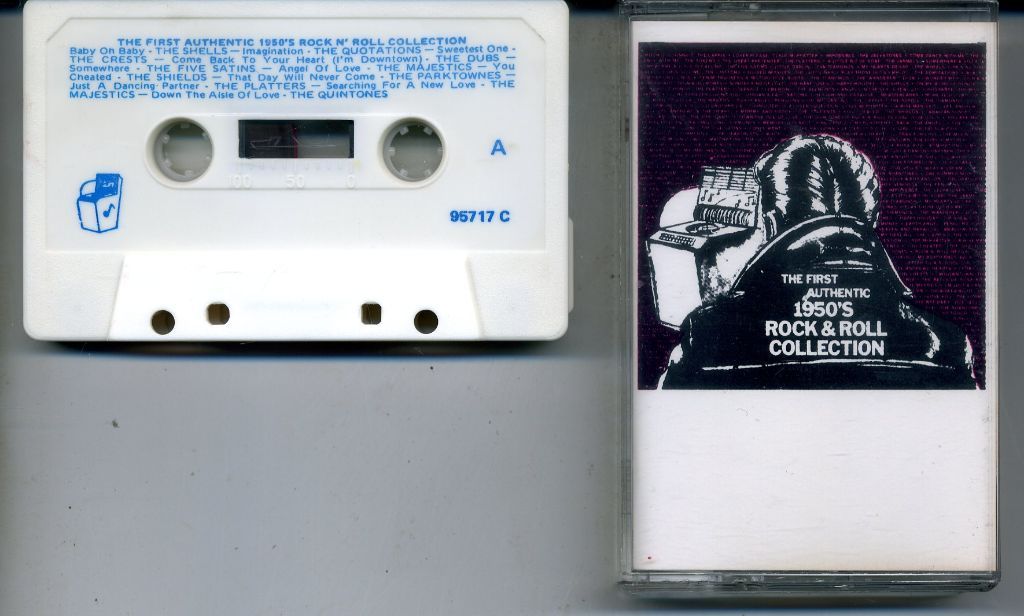 THE FIRST AUTHENTIC 1950'S ROCK N' ROLL COLLECTION
Baby Oh Baby - THE SHELLS — Imagination - THE QUOTATIONS — Sweetest One -
THE CRESTS — Come Back To Your Heart (I'm Downtown) - THE DUBS —
Somewhere - THE FIVE SATINS — Angel Of Love - THE MAJESTICS — You
Cheated - THE SHIELDS — That Day Will Never Come - THE PARKTOWNES —
Just A Dancing Partner - THE PLATTERS — Searching For A New Love - THE
MAJESTICS — Down The Aisle Of Love - THE QUINTONES
A
100 50 0
95717 C
THE FIRST
AUTHENTIC
1950'S
ROCK & ROLL
COLLECTION